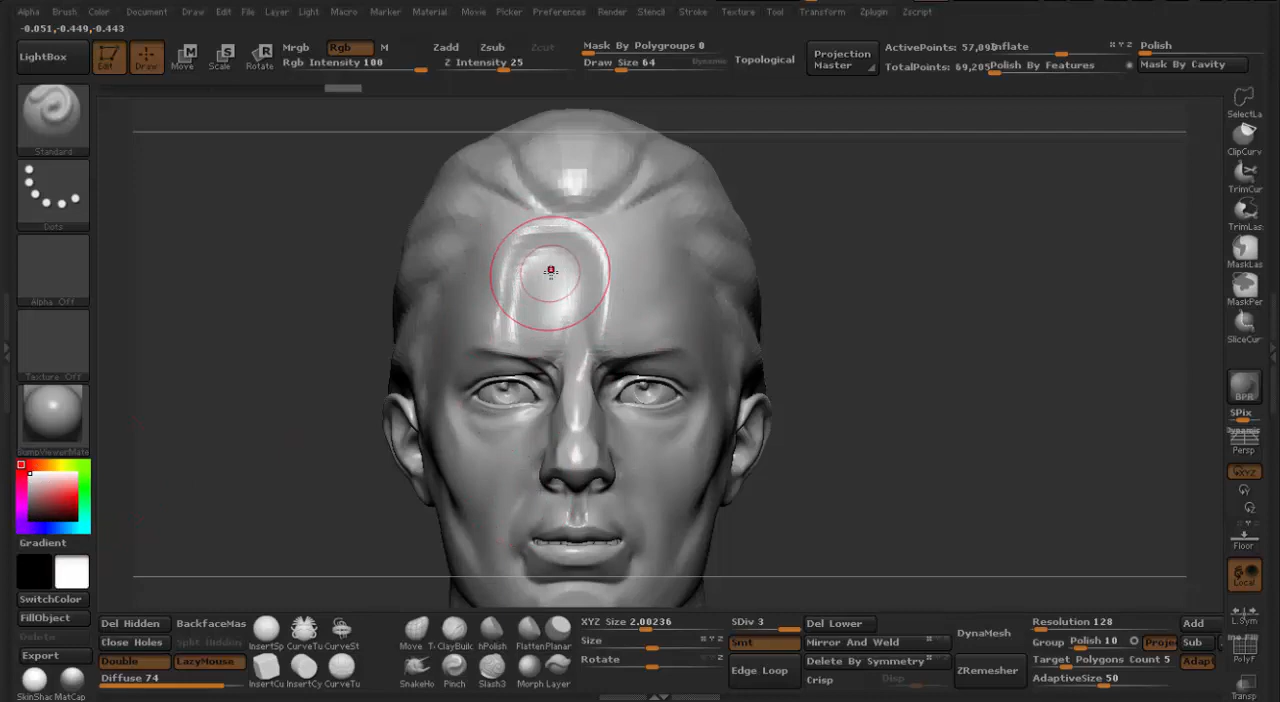 Alpha Brush Color Document Draw Edit File Layer Light Macro Marker Material Movie Picker Preferences Render Stencil Stroke Texture Tool Transform Zplugin Zscript
-0.051,-0.449,-0.443
LightBox Edit Draw Move Scale Rotate
Mrgb Rgb M
Rgb Intensity 100
Zadd Zsub Zcut
Z Intensity 25
Mask By Polygroups 0
Draw Size 64 Dynamic
Topological
Projection
Master
Inflate
TotalPoints: 69,205
Polish By Features
Polish
Mask By Cavity
Standard
Dots
Alpha Off
Texture Off
BumpViewerMate
Gradient
SwitchColor
FillObject
Delete
Export
SkinShac MatCap
SelectLa
ClipCurv
TrimCur
TrimLas
MaskLas
MaskPer
SliceCur
BPR
SPix
Dynamic
Persp
XYZ
Floor
Local
L.Sym
PolyF
Transp
Del Hidden BackfaceMas
Close Holes Split Hidden
Double LazyMouse
Diffuse 74
InsertSp CurveTu CurveSt
InsertCu InsertCy CurveTu
Move T ClayBuilc hPolish Flatten Planar
SnakeHo Pinch Slash3 Morph Layer
XYZ Size 2.00236
Size X Y Z
Rotate
SDiv 3
Smt
Edge Loop
Del Lower
Mirror And Weld
Delete By Symmetry
Crisp Disp
DynaMesh
ZRemesher
Resolution 128
Group Polish 10
Target Polygons Count 5
AdaptiveSize 50
Add
Sub
Projec
Adapt